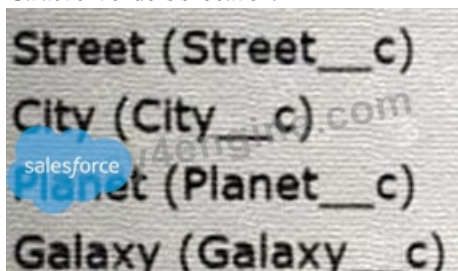 Street (Street__c)
City (City__c)
salesforce
Planet (Planet__c)
Galaxy (Galaxy__c)